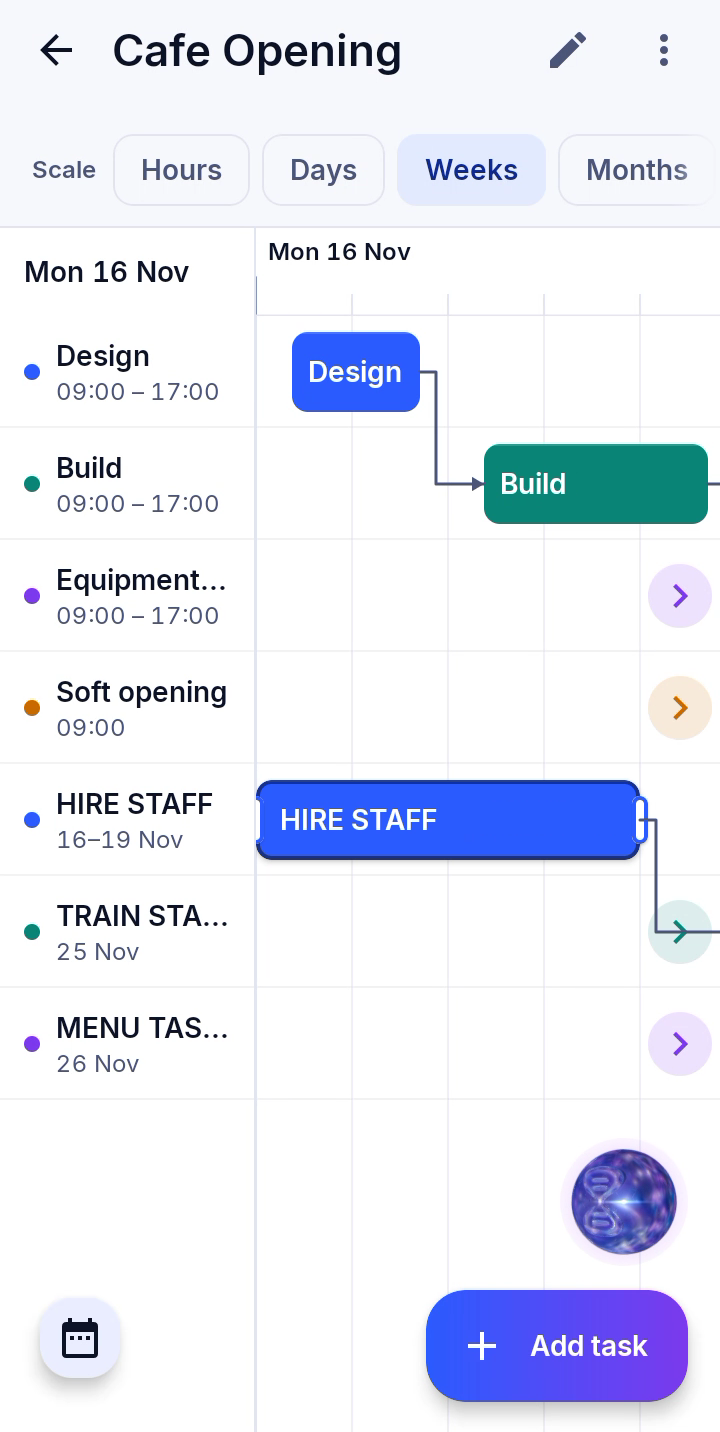 Cafe Opening
Scale
Hours
Days
Weeks
Months
Mon 16 Nov
Mon 16 Nov
Design
09:00 – 17:00
Design
Build
09:00 – 17:00
Build
Equipment…
09:00 – 17:00
Soft opening
09:00
HIRE STAFF
16–19 Nov
HIRE STAFF
TRAIN STA…
25 Nov
MENU TAS…
26 Nov
Add task